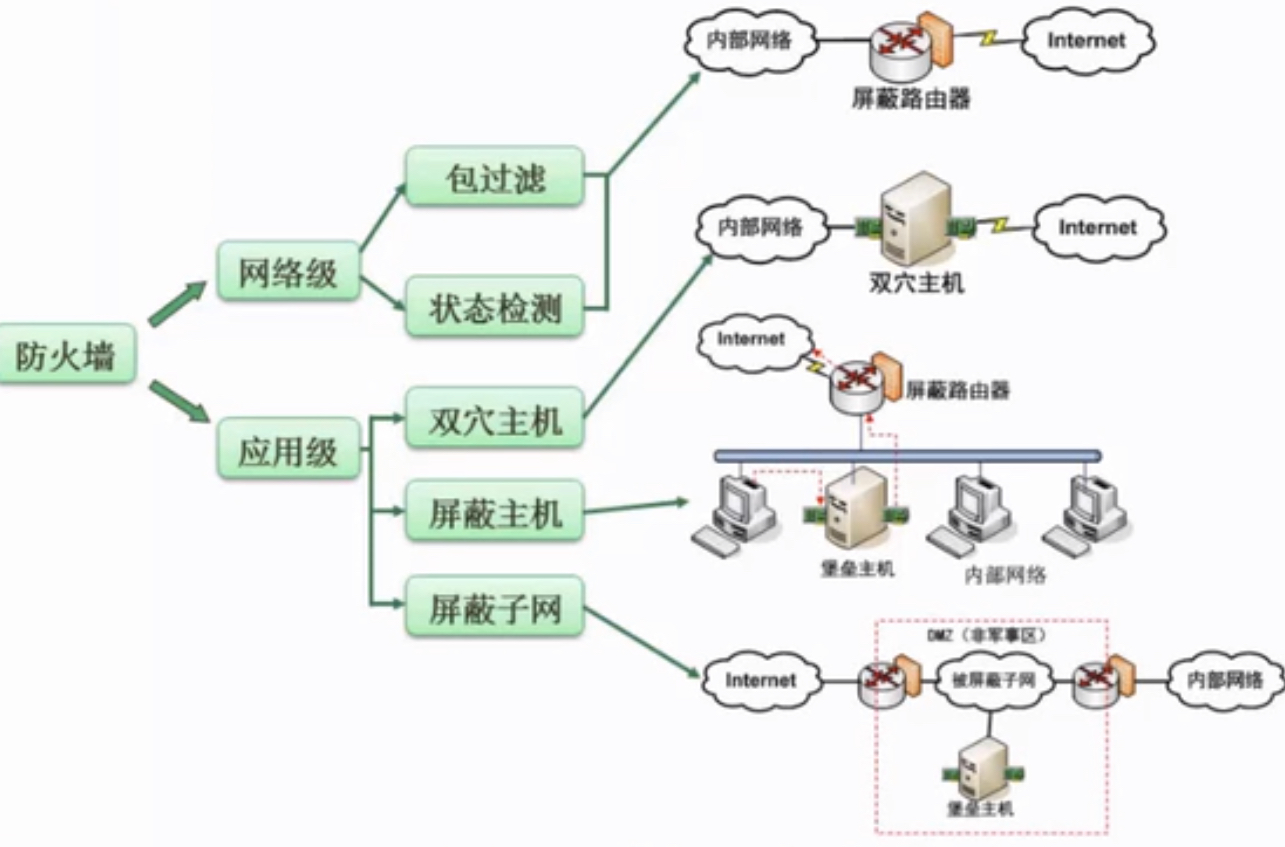 防火墙
网络级
应用级
包过滤
状态检测
双穴主机
屏蔽主机
屏蔽子网
内部网络
Internet
屏蔽路由器
内部网络
Internet
双穴主机
Internet
屏蔽路由器
堡垒主机
内部网络
DMZ（非军事区）
Internet
被屏蔽子网
内部网络
堡垒主机